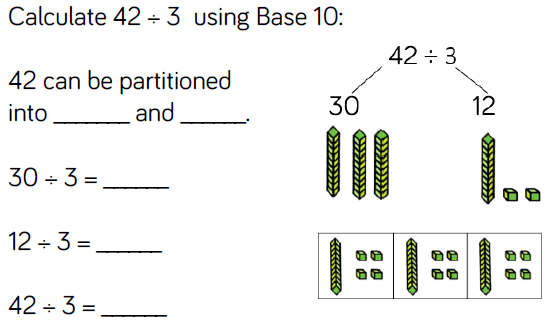 Calculate 42 ÷ 3 using Base 10:
42 can be partitioned
into _______ and ______.
30 ÷ 3 = ______
12 ÷ 3 = ______
42 ÷ 3 = ______
42 ÷ 3
30 12